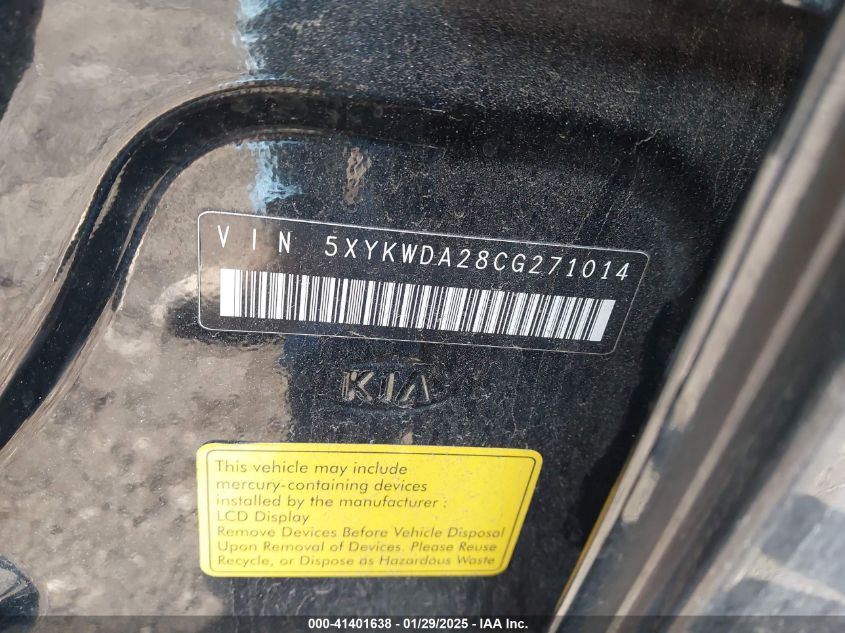 VIN 5XYKWDA28CG271014
KIA
This vehicle may include
mercury-containing devices
installed by the manufacturer :
LCD Display
Remove Devices Before Vehicle Disposal
Upon Removal of Devices. Please Reuse
Recycle, or Dispose as Hazardous Waste
000-41401638 - 01/29/2025 - IAA Inc.